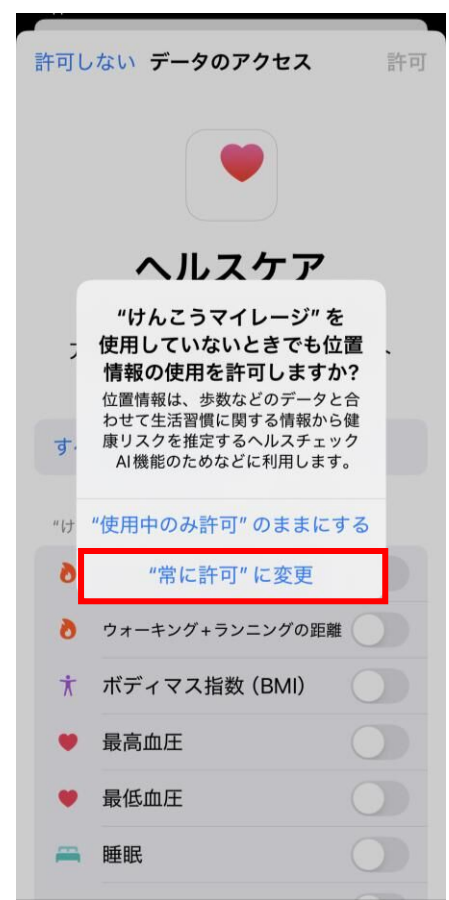 許可しない データのアクセス 許可
ヘルスケア
“けんこうマイレージ” を
使用していないときでも位置
情報の使用を許可しますか?
位置情報は、歩数などのデータと合
わせて生活習慣に関する情報から健
康リスクを推定するヘルスチェック
AI機能のためなどに利用します。
す
“け
“使用中のみ許可” のままにする
“常に許可” に変更
ウォーキング+ランニングの距離
ボディマス指数 (BMI)
最高血圧
最低血圧
睡眠